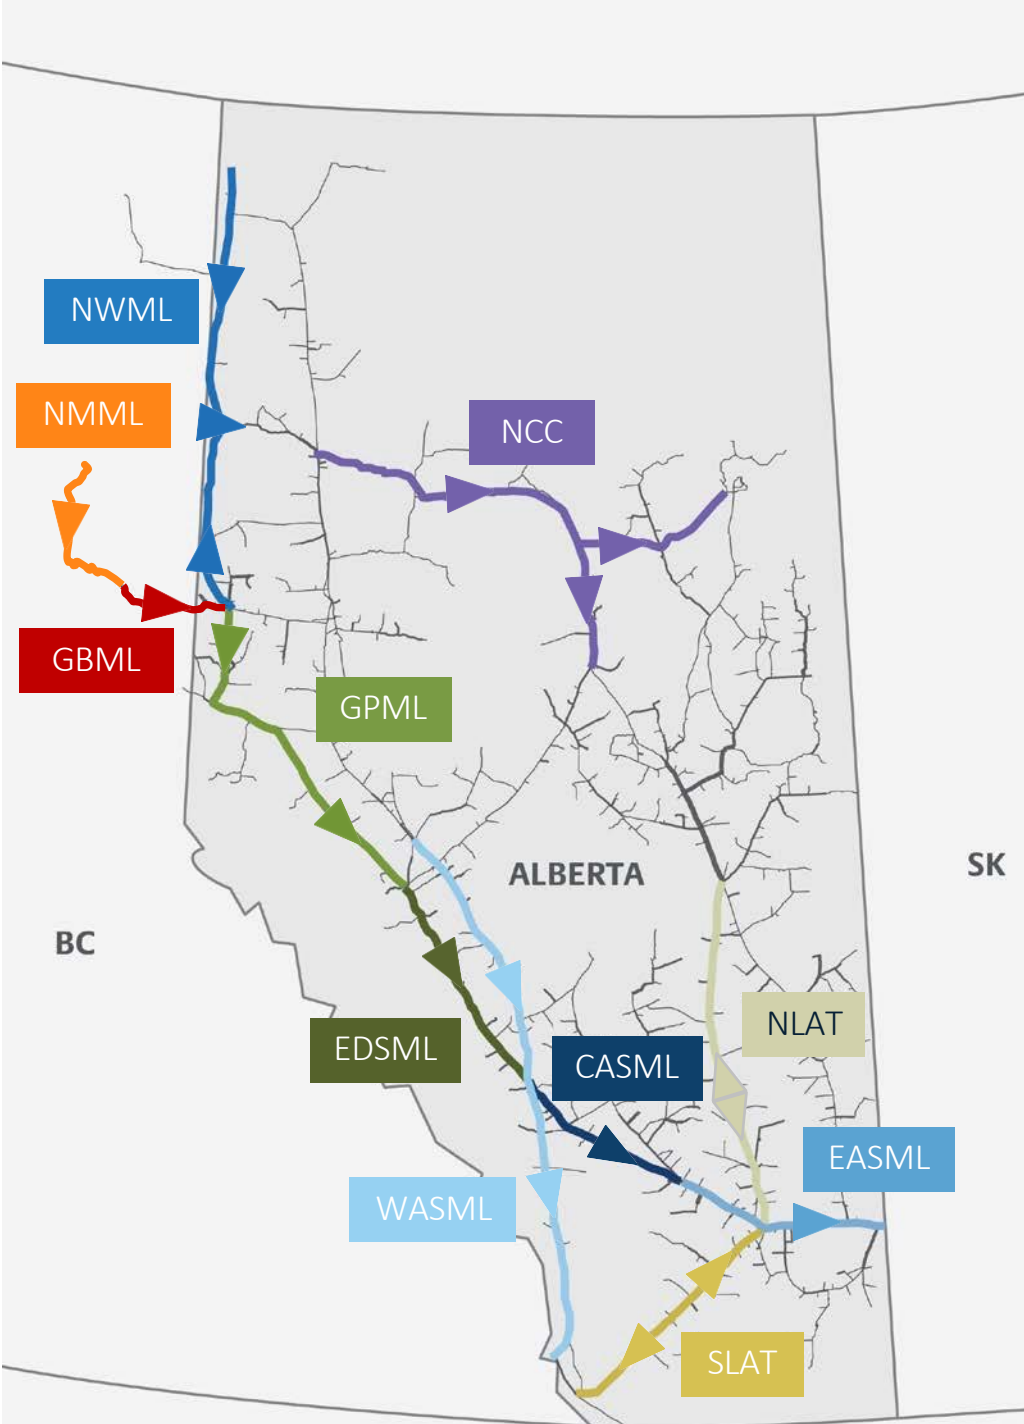 NWML
NMML
NCC
GBML
GPML
ALBERTA
SK
BC
NLAT
EDSML
CASML
EASML
WASML
SLAT